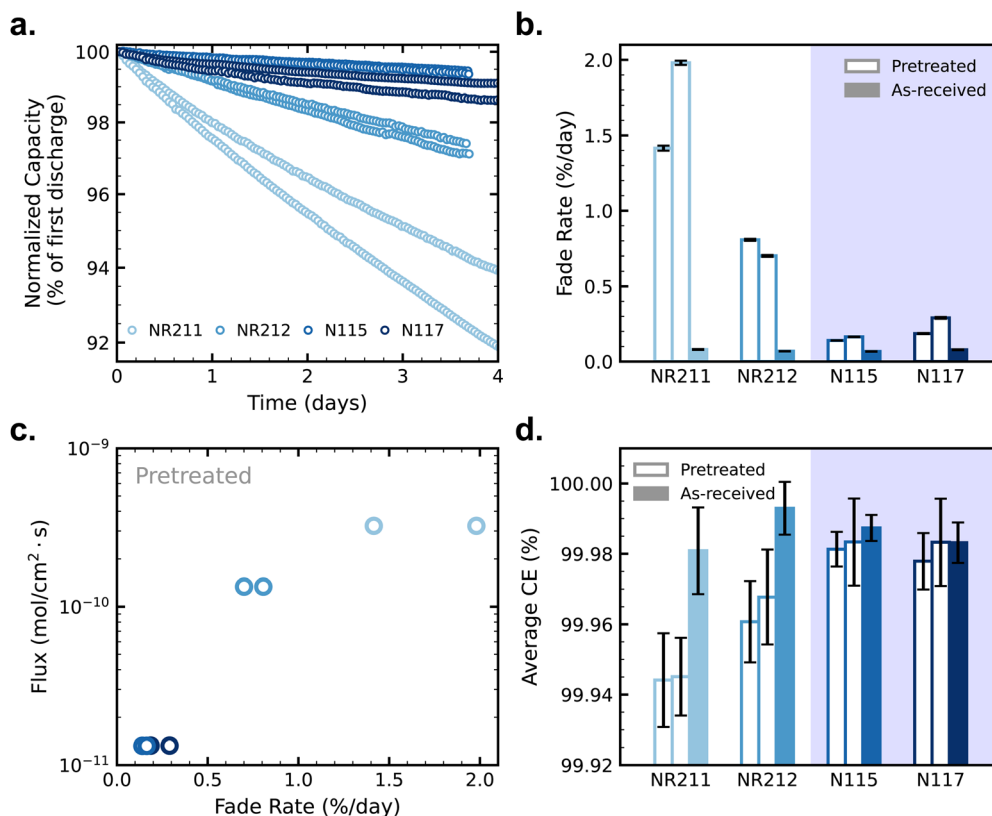 a.
Normalized Capacity
(% of first discharge)
100
98
96
94
92
NR211 NR212 N115 N117
0 1 2 3 4
Time (days)
b.
Fade Rate (%/day)
2.0
1.5
1.0
0.5
0.0
Pretreated
As-received
NR211 NR212 N115 N117
c.
Flux (mol/cm² · s)
10⁻⁹
10⁻¹⁰
10⁻¹¹
Pretreated
0.0 0.5 1.0 1.5 2.0
Fade Rate (%/day)
d.
Average CE (%)
100.00
99.98
99.96
99.94
99.92
Pretreated
As-received
NR211 NR212 N115 N117